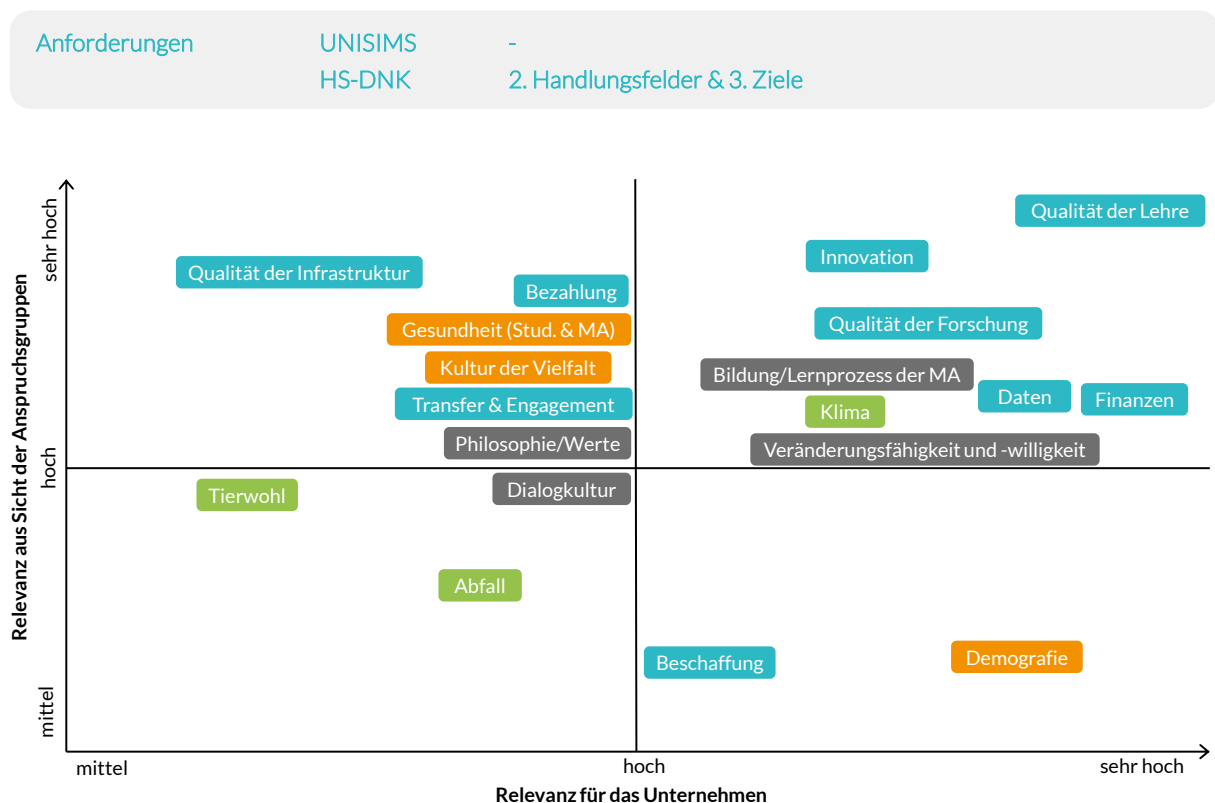 Anforderungen UNISIMS -
HS-DNK 2. Handlungsfelder & 3. Ziele
Relevanz aus Sicht der Anspruchsgruppen
sehr hoch
hoch
mittel
Qualität der Lehre
Innovation
Qualität der Infrastruktur
Bezahlung
Gesundheit (Stud. & MA)
Qualität der Forschung
Kultur der Vielfalt
Bildung/Lernprozess der MA
Transfer & Engagement
Daten
Finanzen
Klima
Philosophie/Werte
Veränderungsfähigkeit und -willigkeit
Tierwohl
Dialogkultur
Abfall
Beschaffung
Demografie
mittel
hoch
sehr hoch
Relevanz für das Unternehmen